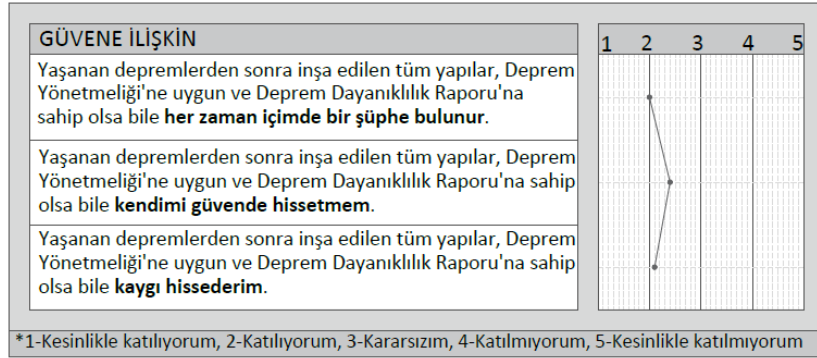 GÜVENE İLİŞKİN
1 2 3 4 5
Yaşanan depremlerden sonra inşa edilen tüm yapılar, Deprem
Yönetmeliği'ne uygun ve Deprem Dayanıklılık Raporu'na
sahip olsa bile her zaman içimde bir şüphe bulunur.
Yaşanan depremlerden sonra inşa edilen tüm yapılar, Deprem
Yönetmeliği'ne uygun ve Deprem Dayanıklılık Raporu'na sahip
olsa bile kendimi güvende hissetmem.
Yaşanan depremlerden sonra inşa edilen tüm yapılar, Deprem
Yönetmeliği'ne uygun ve Deprem Dayanıklılık Raporu'na sahip
olsa bile kaygı hissederim.
*1-Kesinlikle katılıyorum, 2-Katılıyorum, 3-Kararsızım, 4-Katılmıyorum, 5-Kesinlikle katılmıyorum